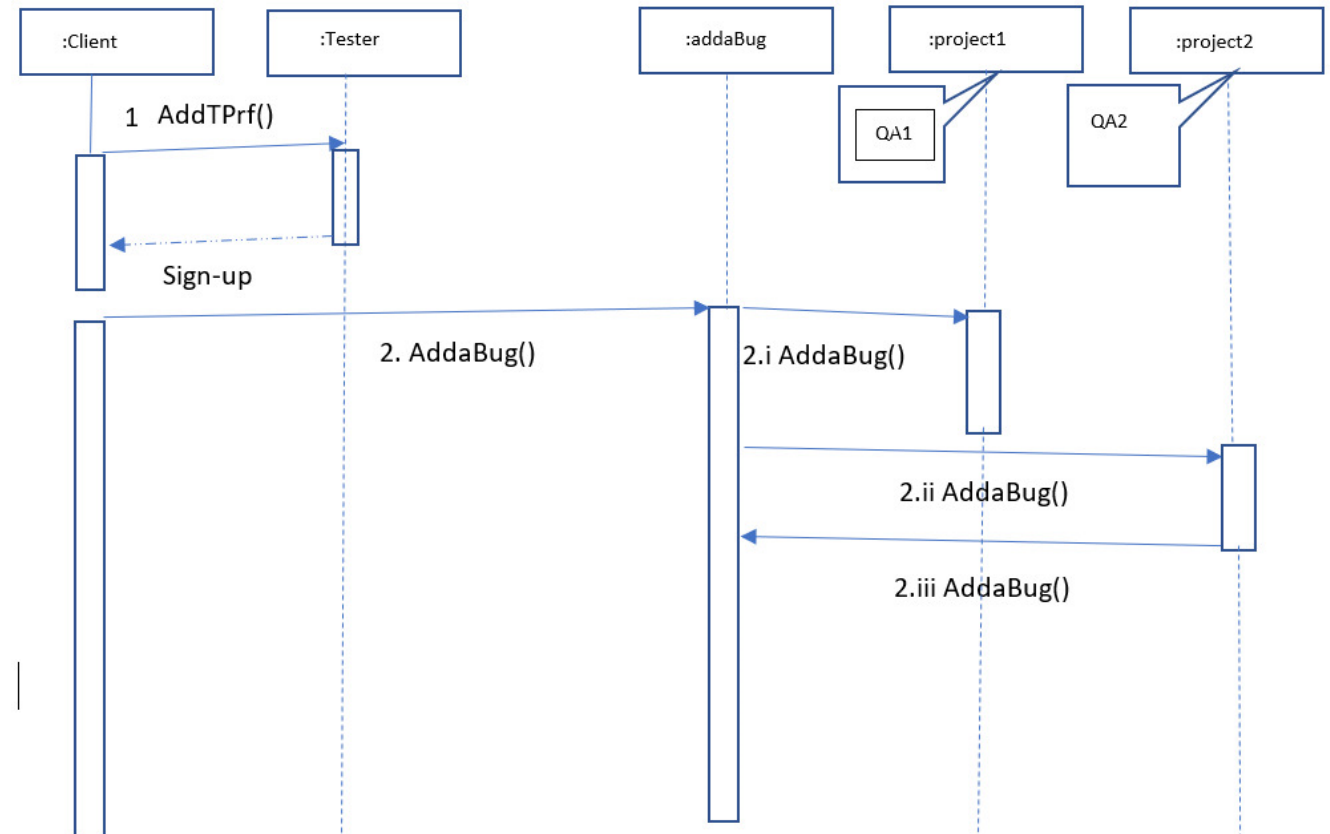 :Client
:Tester
:addaBug
:project1
:project2
1 AddTPrf()
QA1
QA2
Sign-up
2. AddaBug()
2.i AddaBug()
2.ii AddaBug()
2.iii AddaBug()